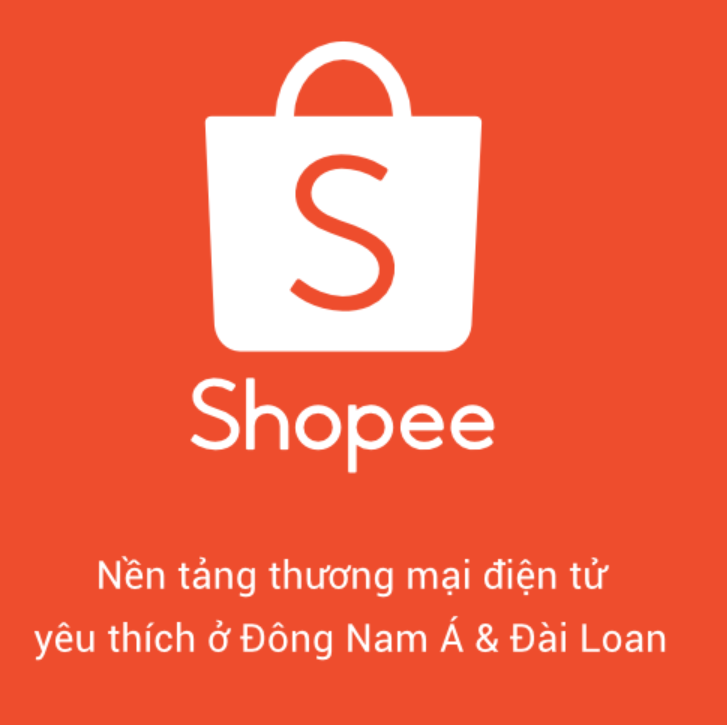 S
Shopee
Nền tảng thương mại điện tử
yêu thích ở Đông Nam Á & Đài Loan